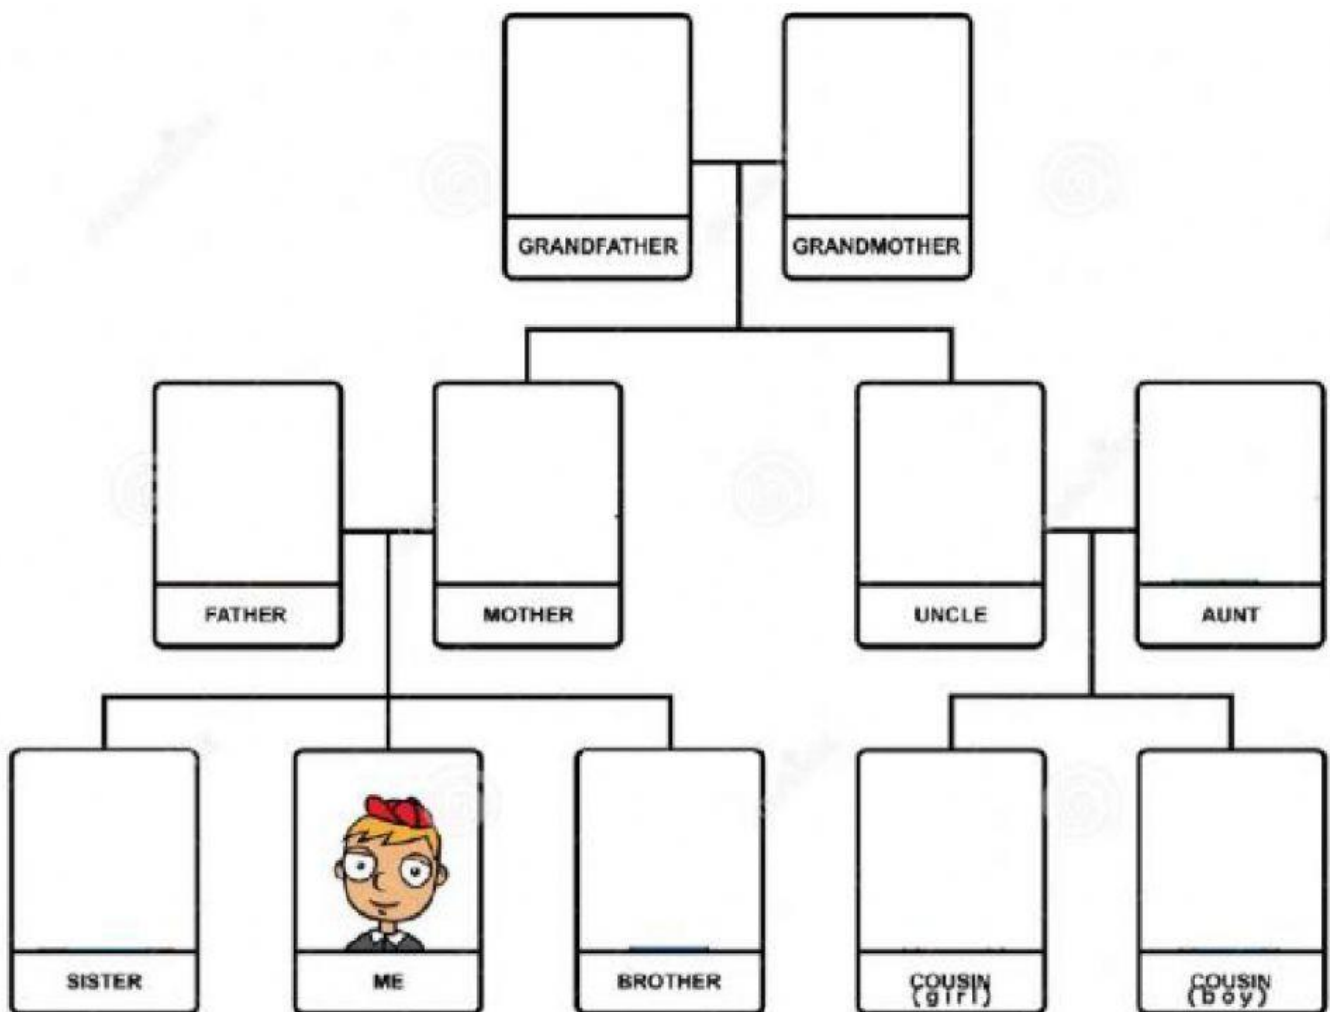 GRANDFATHER
GRANDMOTHER
FATHER
MOTHER
UNCLE
AUNT
SISTER
ME
BROTHER
COUSIN
(girl)
COUSIN
(boy)